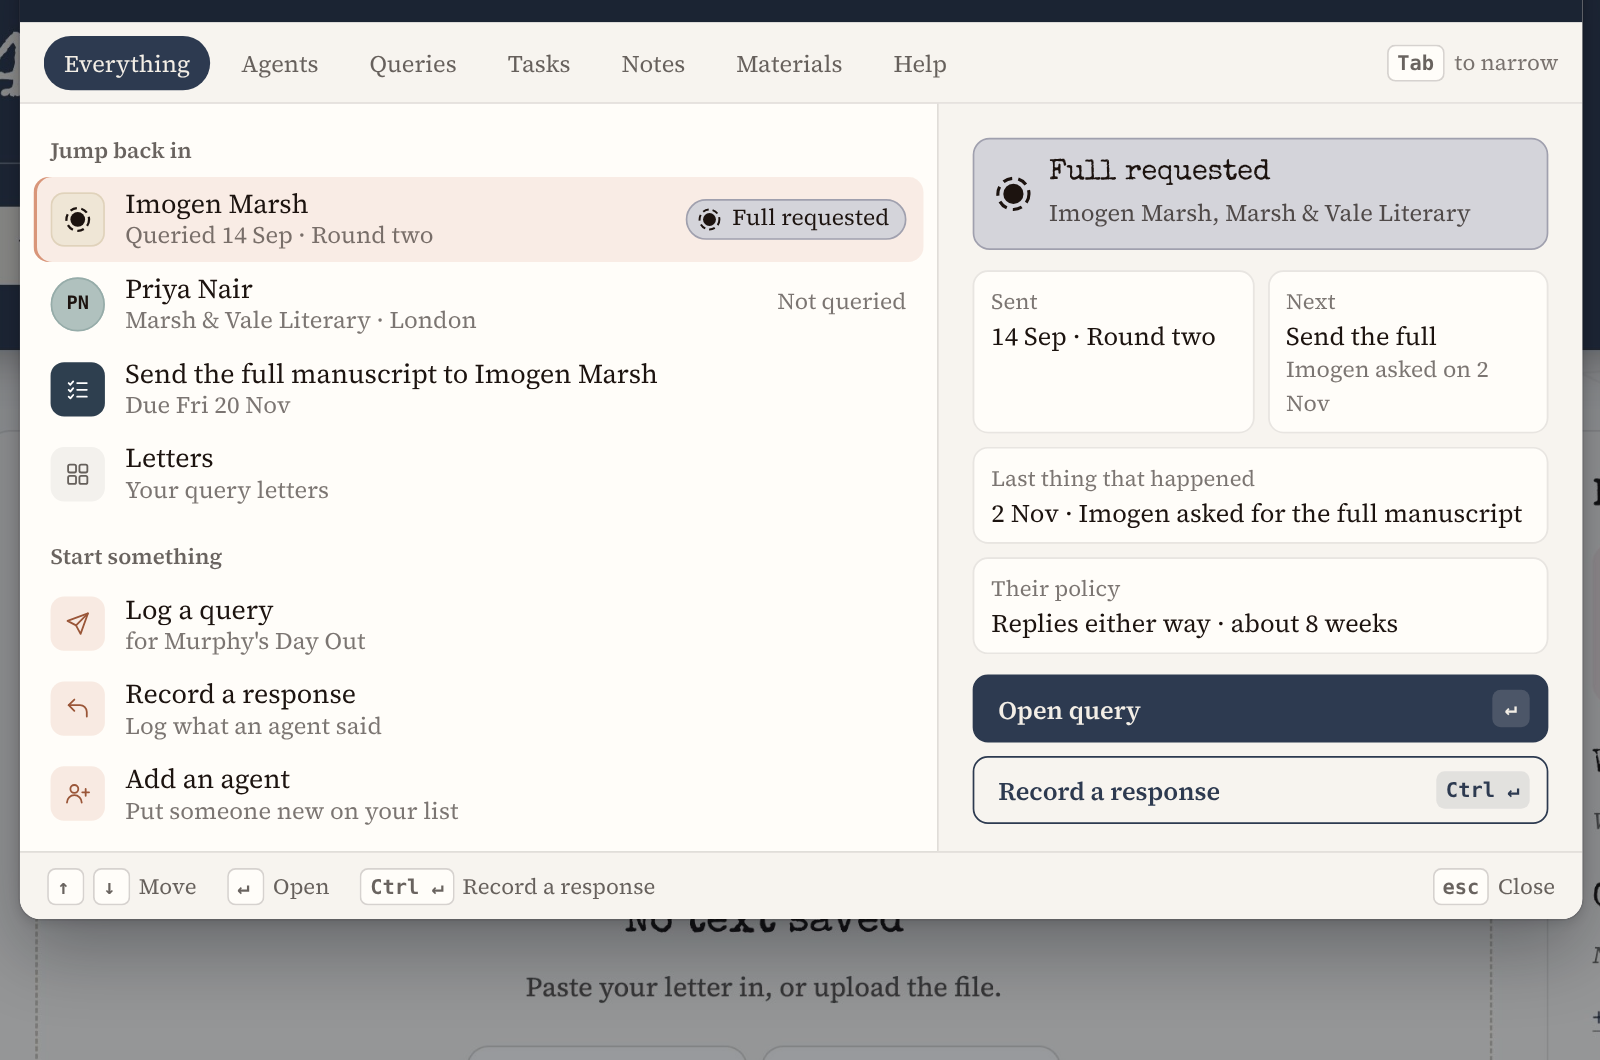 Everything Agents Queries Tasks Notes Materials Help Tab to narrow
Jump back in
Imogen Marsh
Queried 14 Sep · Round two
Full requested
PN
Priya Nair
Marsh & Vale Literary · London
Not queried
Send the full manuscript to Imogen Marsh
Due Fri 20 Nov
Letters
Your query letters
Start something
Log a query
for Murphy's Day Out
Record a response
Log what an agent said
Add an agent
Put someone new on your list
Full requested
Imogen Marsh, Marsh & Vale Literary
Sent
14 Sep · Round two
Next
Send the full
Imogen asked on 2
Nov
Last thing that happened
2 Nov · Imogen asked for the full manuscript
Their policy
Replies either way · about 8 weeks
Open query ↵
Record a response Ctrl ↵
↑ ↓ Move ↵ Open Ctrl ↵ Record a response esc Close
No text saved
Paste your letter in, or upload the file.